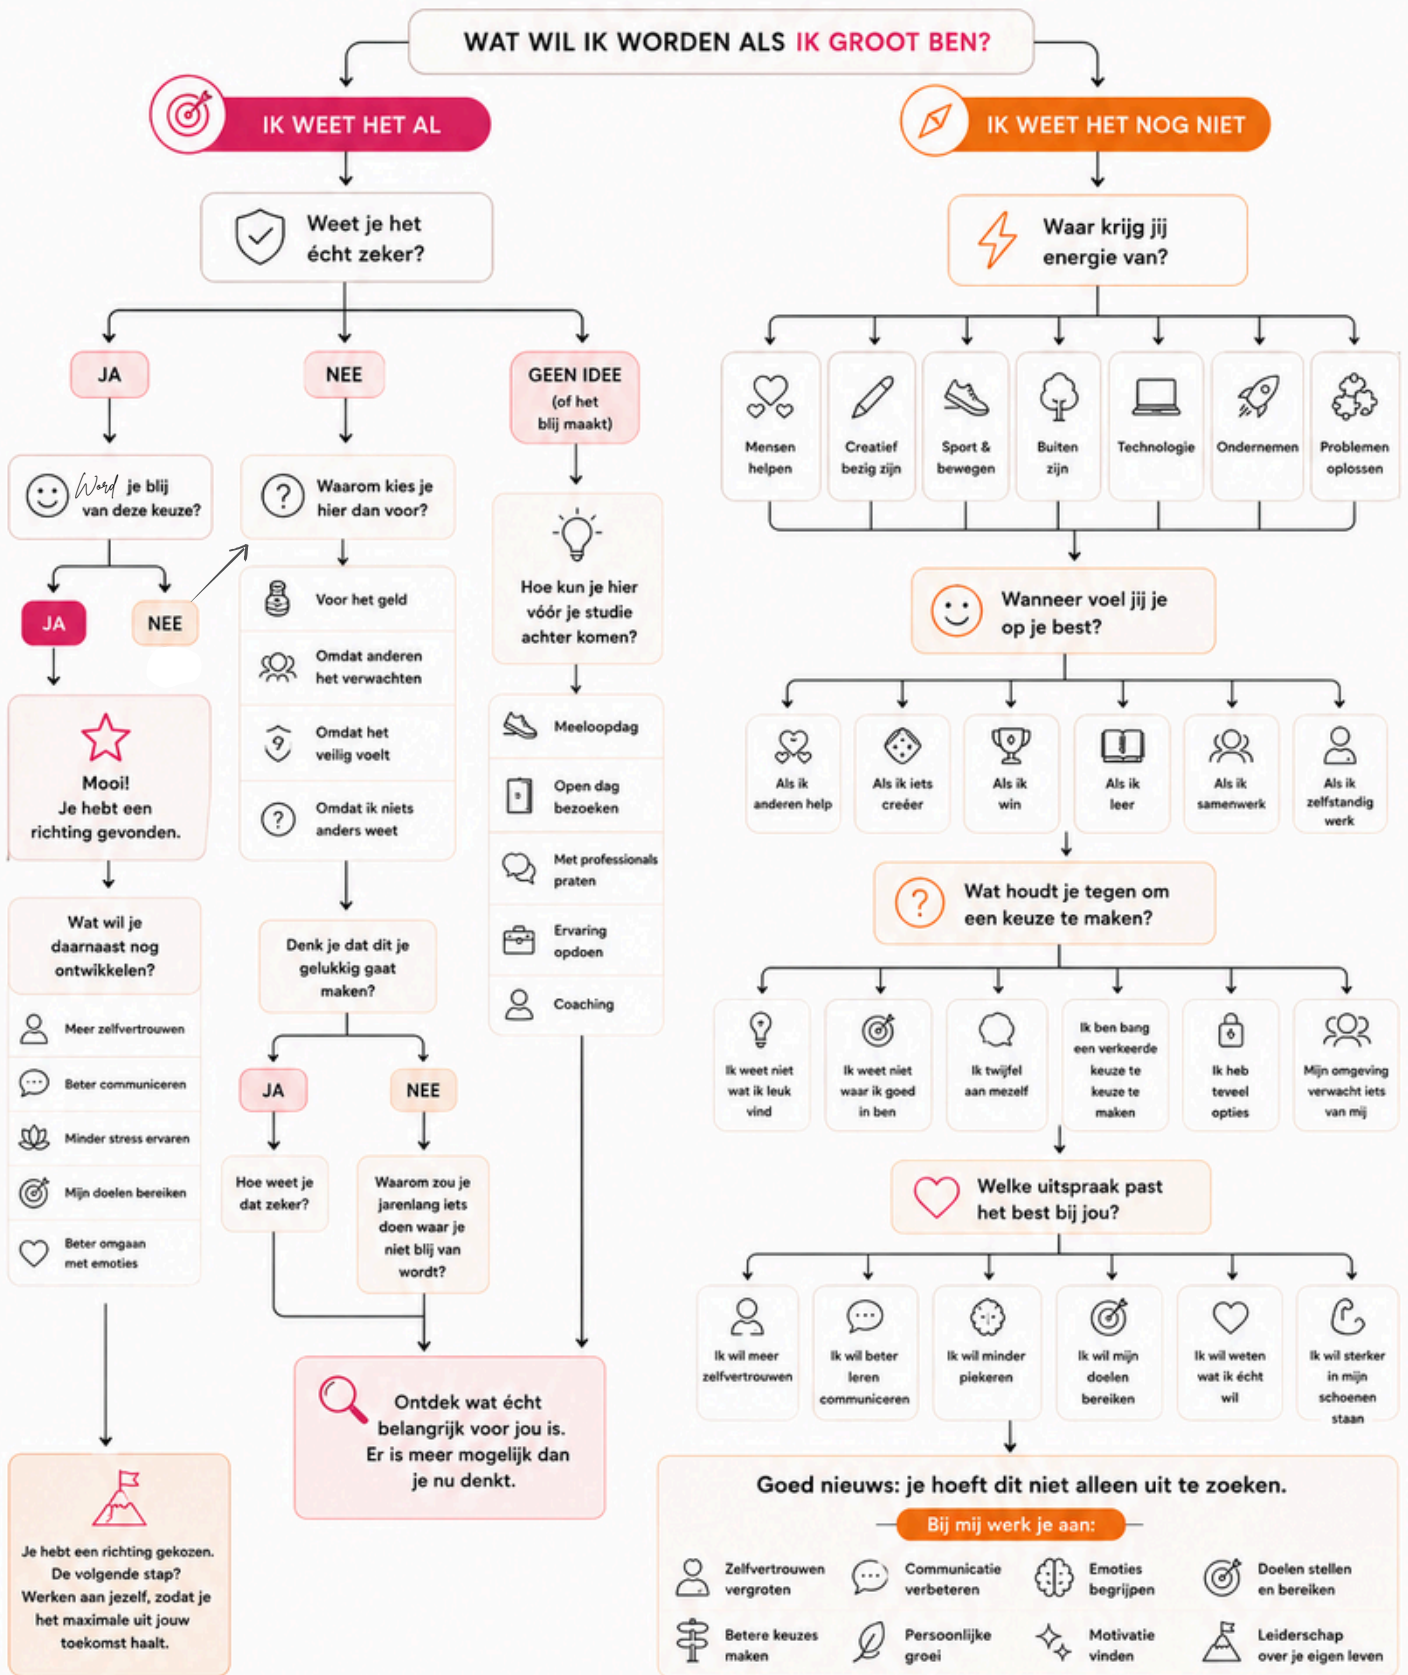 WAT WIL IK WORDEN ALS IK GROOT BEN?
IK WEET HET AL
Weet je het
écht zeker?
JA
NEE
GEEN IDEE
(of het
blij maakt)
Word je blij
van deze keuze?
JA
NEE
Mooi!
Je hebt een
richting gevonden.
Wat wil je
daarnaast nog
ontwikkelen?
Meer zelfvertrouwen
Beter communiceren
Minder stress ervaren
Mijn doelen bereiken
Beter omgaan
met emoties
Je hebt een richting gekozen.
De volgende stap?
Werken aan jezelf, zodat je
het maximale uit jouw
toekomst haalt.
Waarom kies je
hier dan voor?
Voor het geld
Omdat anderen
het verwachten
Omdat het
veilig voelt
Omdat ik niets
anders weet
Denk je dat dit je
gelukkig gaat
maken?
JA
NEE
Hoe weet je
dat zeker?
Waarom zou je
jarenlang iets
doen waar je
niet blij van
wordt?
Hoe kun je hier
vóór je studie
achter komen?
Meeloopdag
Open dag
bezoeken
Met professionals
praten
Ervaring
opdoen
Coaching
Ontdek wat écht
belangrijk voor jou is.
Er is meer mogelijk dan
je nu denkt.
IK WEET HET NOG NIET
Waar krijg jij
energie van?
Mensen
helpen
Creatief
bezig zijn
Sport &
bewegen
Buiten
zijn
Technologie
Ondernemen
Problemen
oplossen
Wanneer voel jij je
op je best?
Als ik
anderen help
Als ik iets
creëer
Als ik
win
Als ik
leer
Als ik
samenwerk
Als ik
zelfstandig
werk
Wat houdt je tegen om
een keuze te maken?
Ik weet niet
wat ik leuk
vind
Ik weet niet
waar ik goed
in ben
Ik twijfel
aan mezelf
Ik ben bang
een verkeerde
keuze te
keuze te
maken
Ik heb
teveel
opties
Mijn omgeving
verwacht iets
van mij
Welke uitspraak past
het best bij jou?
Ik wil meer
zelfvertrouwen
Ik wil beter
leren
communiceren
Ik wil minder
piekeren
Ik wil mijn
doelen
bereiken
Ik wil weten
wat ik écht
wil
Ik wil sterker
in mijn
schoenen
staan
Goed nieuws: je hoeft dit niet alleen uit te zoeken.
Bij mij werk je aan:
Zelfvertrouwen
vergroten
Communicatie
verbeteren
Emoties
begrijpen
Doelen stellen
en bereiken
Betere keuzes
maken
Persoonlijke
groei
Motivatie
vinden
Leiderschap
over je eigen leven